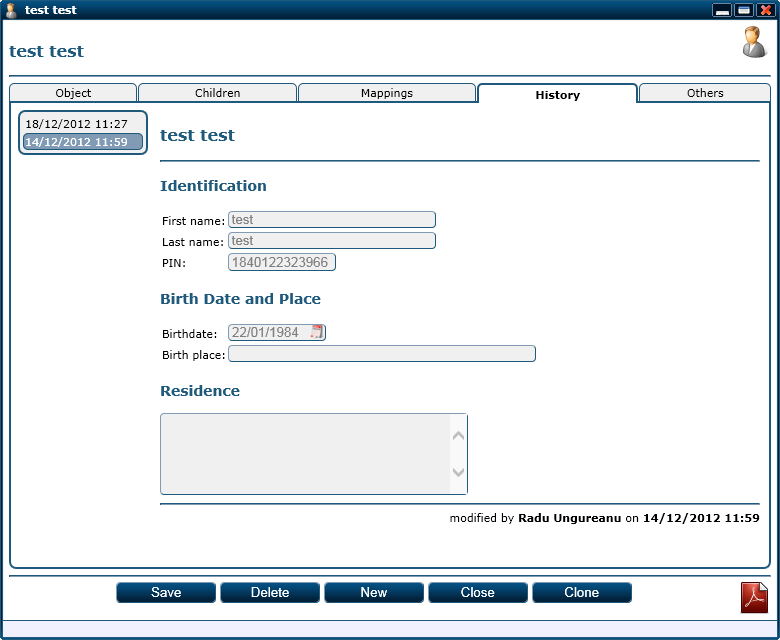 test test
test test
Object Children Mappings History Others
18/12/2012 11:27
14/12/2012 11:59
test test
Identification
First name: test
Last name: test
PIN: 1840122323966
Birth Date and Place
Birthdate: 22/01/1984
Birth place:
Residence
modified by Radu Ungureanu on 14/12/2012 11:59
Save Delete New Close Clone